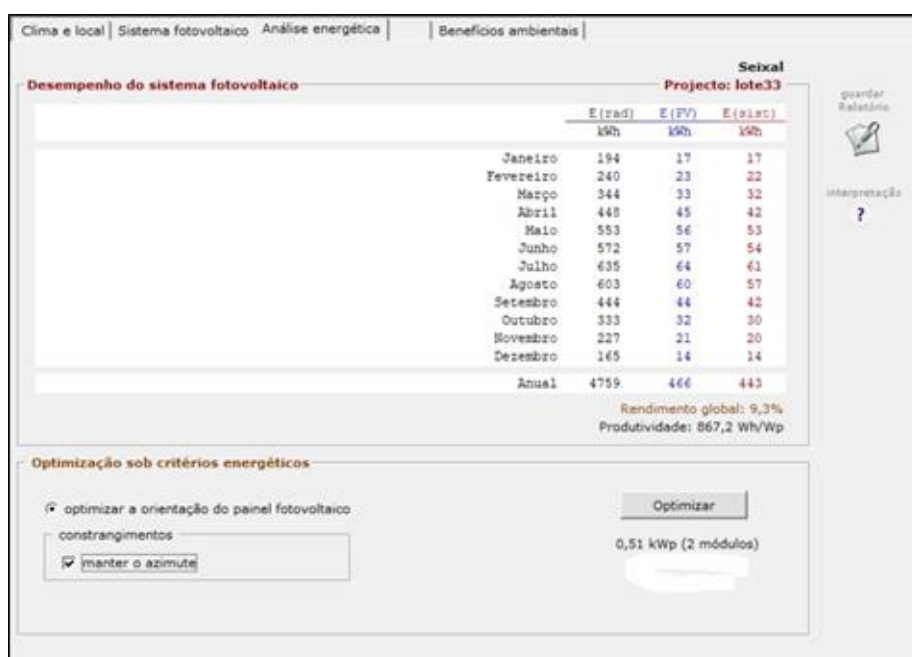 Clima e local Sistema fotovoltaico Análise energética Benefícios ambientais
Seixal
Desempenho do sistema fotovoltaico Projecto: lote33
E(rad) E(PV) E(sist)
kWh kWh kWh
Janeiro 194 17 17
Fevereiro 240 23 22
Março 344 33 32
Abril 448 45 42
Maio 553 56 53
Junho 572 57 54
Julho 635 64 61
Agosto 603 60 57
Setembro 444 44 42
Outubro 333 32 30
Novembro 227 21 20
Dezembro 165 14 14
Anual 4759 466 443
Rendimento global: 9,3%
Produtividade: 867,2 Wh/Wp
guardar
Relatório
interpretação
?
Optimização sob critérios energéticos
optimizar a orientação do painel fotovoltaico
constrangimentos
manter o azimute
Optimizar
0,51 kWp (2 módulos)